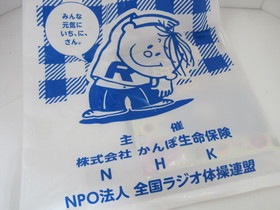 みんな
元気に
いち、に、
さん。
R
主催
株式会社 かんぽ生命保険
NHK
NPO法人 全国ラジオ体操連盟